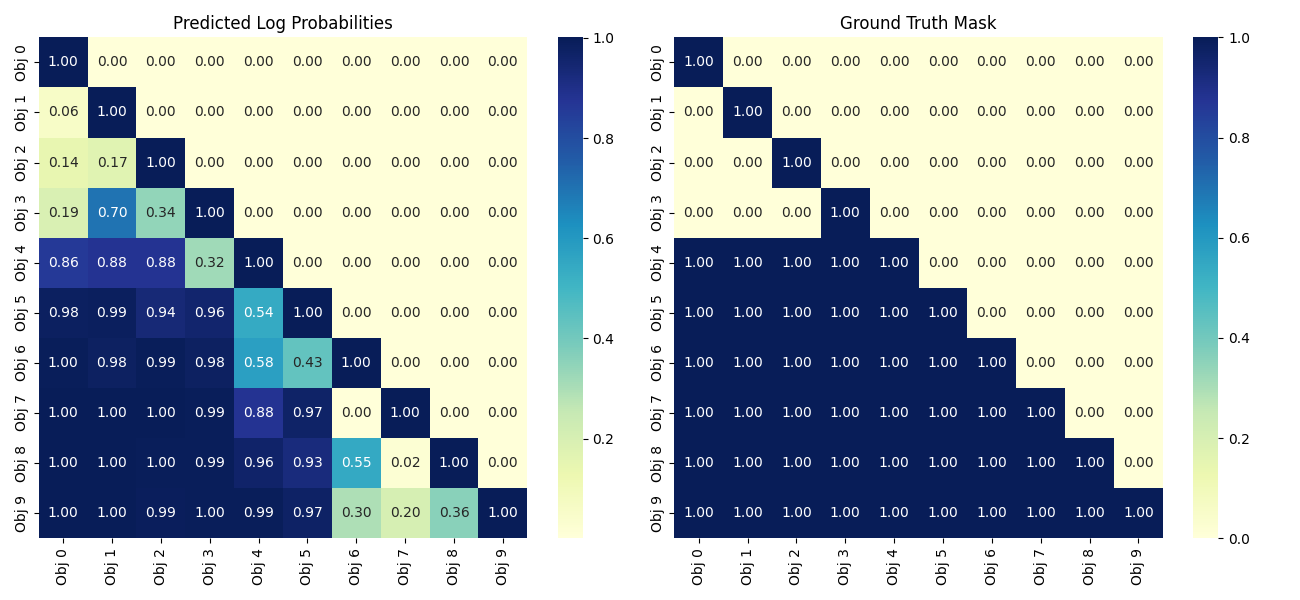 Predicted Log Probabilities
Obj 0 1.00 0.00 0.00 0.00 0.00 0.00 0.00 0.00 0.00 0.00
Obj 1 0.06 1.00 0.00 0.00 0.00 0.00 0.00 0.00 0.00 0.00
Obj 2 0.14 0.17 1.00 0.00 0.00 0.00 0.00 0.00 0.00 0.00
Obj 3 0.19 0.70 0.34 1.00 0.00 0.00 0.00 0.00 0.00 0.00
Obj 4 0.86 0.88 0.88 0.32 1.00 0.00 0.00 0.00 0.00 0.00
Obj 5 0.98 0.99 0.94 0.96 0.54 1.00 0.00 0.00 0.00 0.00
Obj 6 1.00 0.98 0.99 0.98 0.58 0.43 1.00 0.00 0.00 0.00
Obj 7 1.00 1.00 1.00 0.99 0.88 0.97 0.00 1.00 0.00 0.00
Obj 8 1.00 1.00 1.00 0.99 0.96 0.93 0.55 0.02 1.00 0.00
Obj 9 1.00 1.00 0.99 1.00 0.99 0.97 0.30 0.20 0.36 1.00
Obj 0 Obj 1 Obj 2 Obj 3 Obj 4 Obj 5 Obj 6 Obj 7 Obj 8 Obj 9
1.0
0.8
0.6
0.4
0.2
Ground Truth Mask
Obj 0 1.00 0.00 0.00 0.00 0.00 0.00 0.00 0.00 0.00 0.00
Obj 1 0.00 1.00 0.00 0.00 0.00 0.00 0.00 0.00 0.00 0.00
Obj 2 0.00 0.00 1.00 0.00 0.00 0.00 0.00 0.00 0.00 0.00
Obj 3 0.00 0.00 0.00 1.00 0.00 0.00 0.00 0.00 0.00 0.00
Obj 4 1.00 1.00 1.00 1.00 1.00 0.00 0.00 0.00 0.00 0.00
Obj 5 1.00 1.00 1.00 1.00 1.00 1.00 0.00 0.00 0.00 0.00
Obj 6 1.00 1.00 1.00 1.00 1.00 1.00 1.00 0.00 0.00 0.00
Obj 7 1.00 1.00 1.00 1.00 1.00 1.00 1.00 1.00 0.00 0.00
Obj 8 1.00 1.00 1.00 1.00 1.00 1.00 1.00 1.00 1.00 0.00
Obj 9 1.00 1.00 1.00 1.00 1.00 1.00 1.00 1.00 1.00 1.00
Obj 0 Obj 1 Obj 2 Obj 3 Obj 4 Obj 5 Obj 6 Obj 7 Obj 8 Obj 9
1.0
0.8
0.6
0.4
0.2
0.0